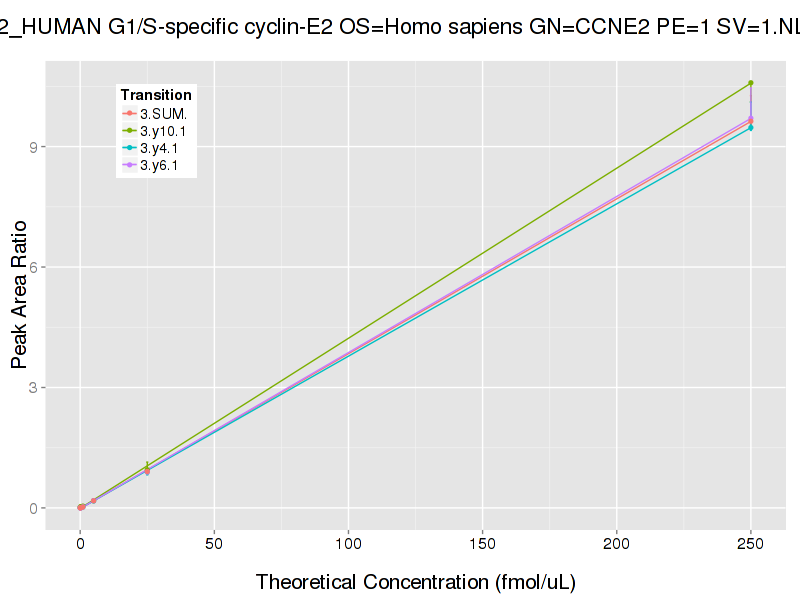 2_HUMAN G1/S-specific cyclin-E2 OS=Homo sapiens GN=CCNE2 PE=1 SV=1.NL
Transition
3.SUM.
3.y10.1
3.y4.1
3.y6.1
Peak Area Ratio
9
6
3
0
0 50 100 150 200 250
Theoretical Concentration (fmol/uL)